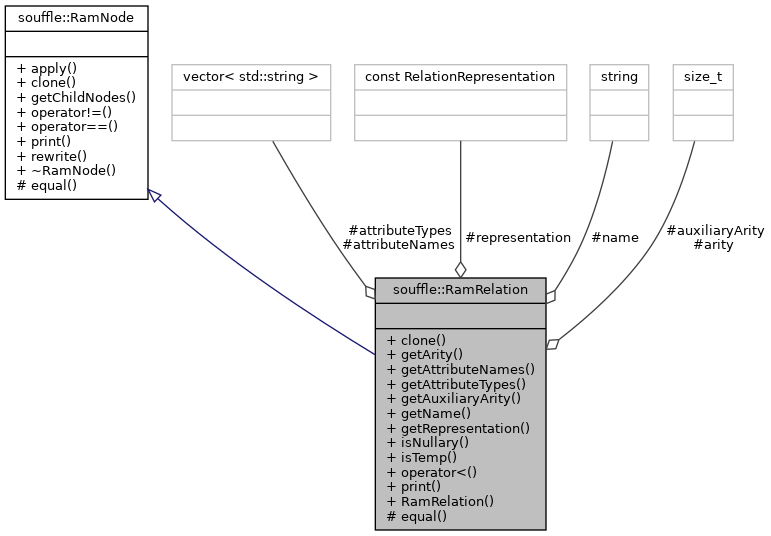 souffle::RamNode
+ apply()
+ clone()
+ getChildNodes()
+ operator!=()
+ operator==()
+ print()
+ rewrite()
+ ~RamNode()
# equal()
vector< std::string >
const RelationRepresentation
string
size_t
#attributeTypes
#attributeNames
#representation
#name
#auxiliaryArity
#arity
souffle::RamRelation
+ clone()
+ getArity()
+ getAttributeNames()
+ getAttributeTypes()
+ getAuxiliaryArity()
+ getName()
+ getRepresentation()
+ isNullary()
+ isTemp()
+ operator<()
+ print()
+ RamRelation()
# equal()